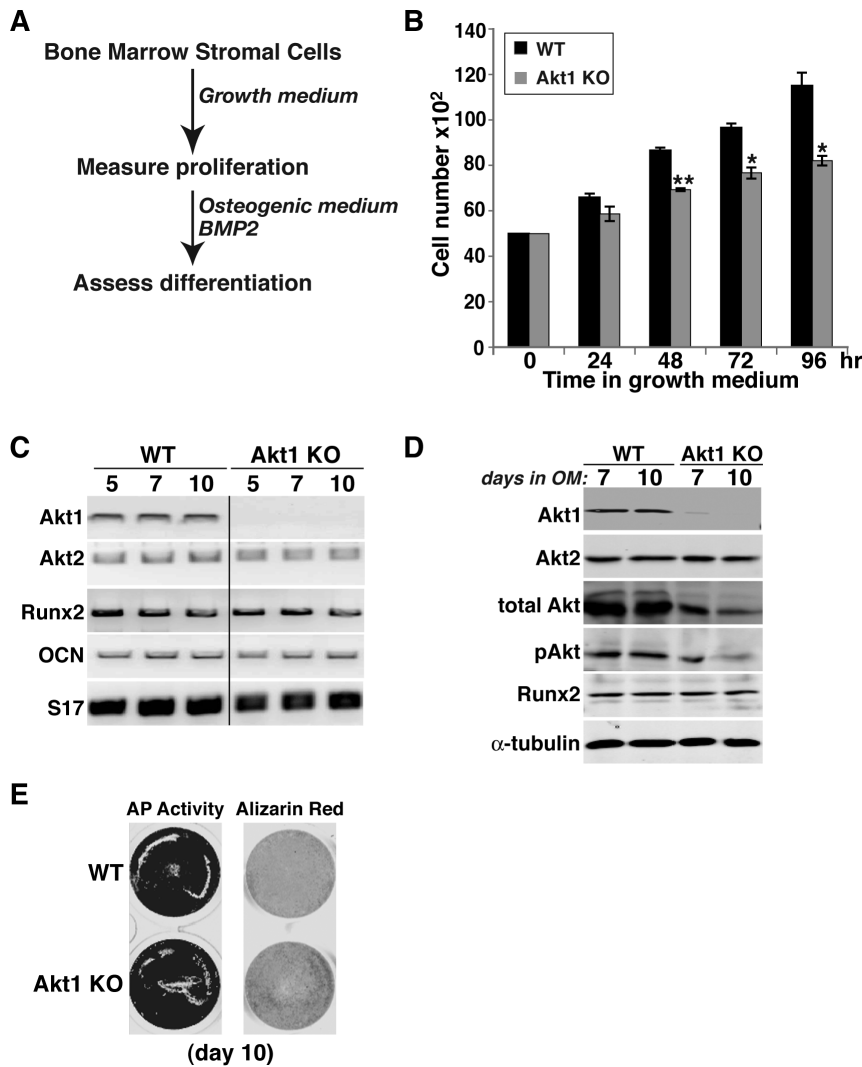 A
Bone Marrow Stromal Cells
Growth medium
Measure proliferation
Osteogenic medium
BMP2
Assess differentiation
B
Cell number x10²
140
120
100
80
60
40
20
0
WT
Akt1 KO
**
*
*
0 24 48 72 96 hr
Time in growth medium
C
WT Akt1 KO
5 7 10 5 7 10
Akt1
Akt2
Runx2
OCN
S17
D
WT Akt1 KO
days in OM: 7 10 7 10
Akt1
Akt2
total Akt
pAkt
Runx2
α-tubulin
E
AP Activity Alizarin Red
WT
Akt1 KO
(day 10)